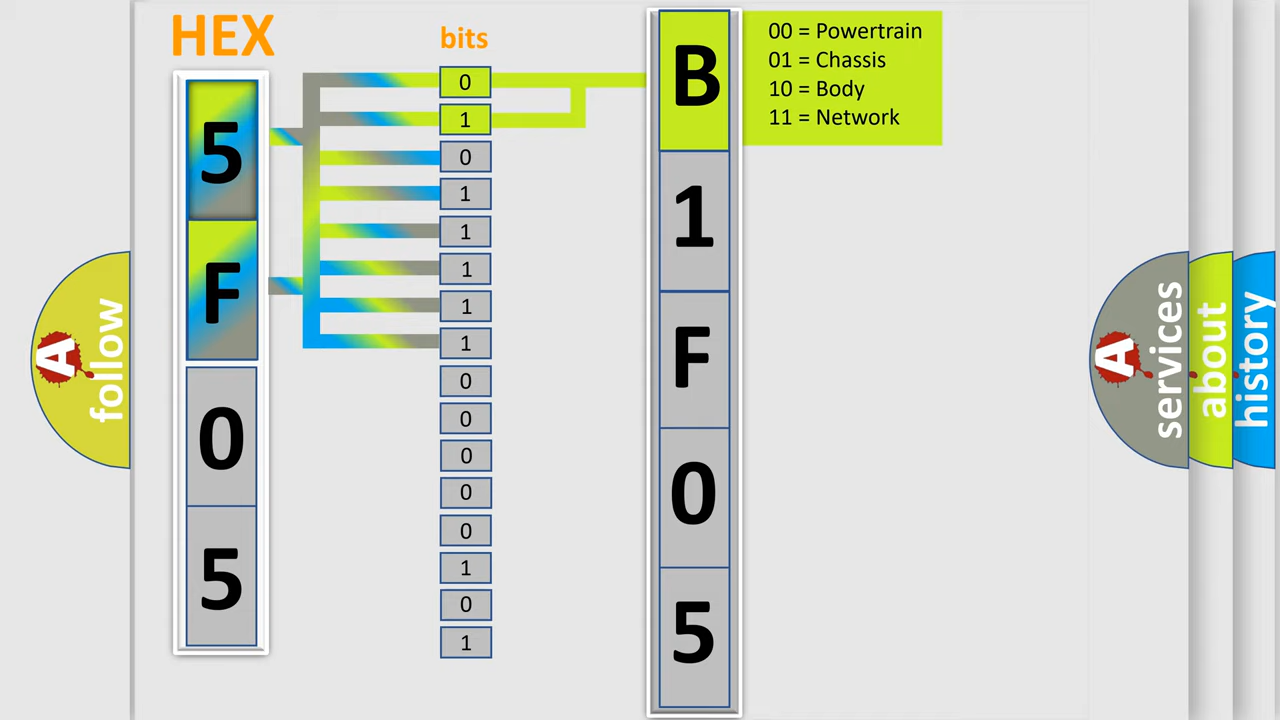 HEX
5
F
0
5
bits
0
1
0
1
1
1
1
1
0
0
0
0
0
1
0
1
B
1
F
0
5
00 = Powertrain
01 = Chassis
10 = Body
11 = Network
A
follow
A
services
about
history